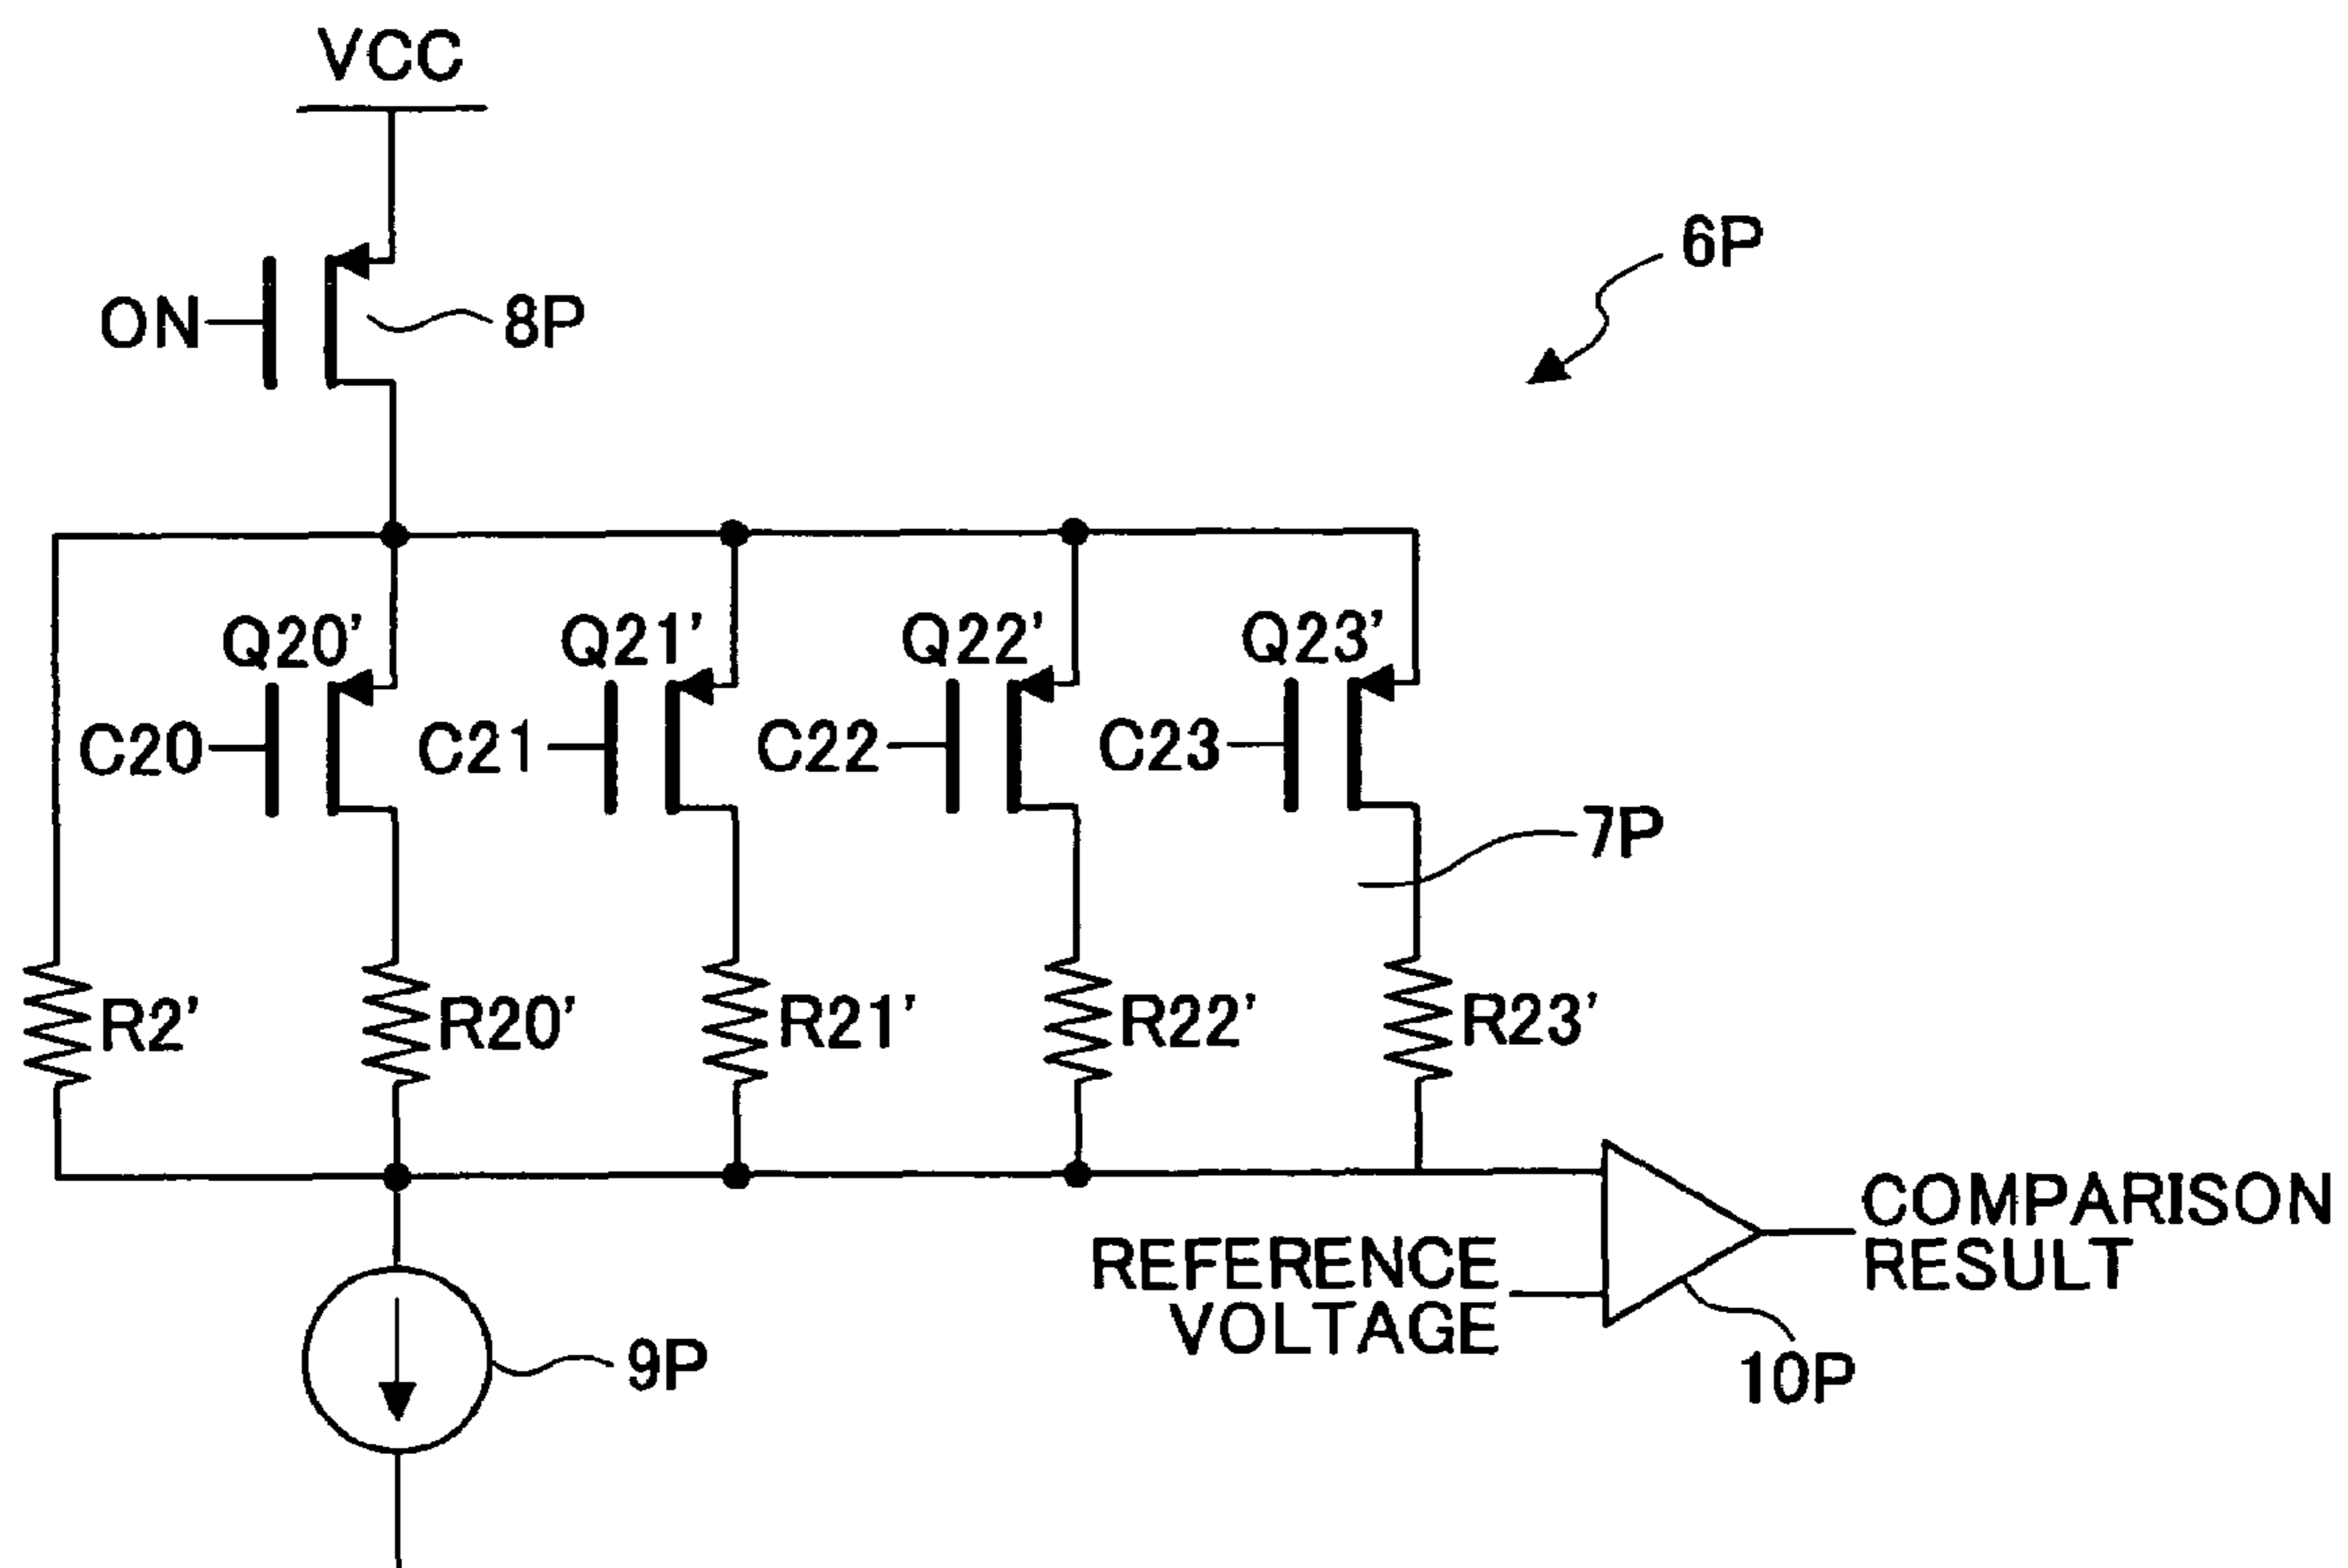 VCC
6P
ON
8P
Q20'
Q21'
Q22'
Q23'
C20
C21
C22
C23
7P
R2'
R20'
R21'
R22'
R23'
COMPARISON
RESULT
REFERENCE
VOLTAGE
9P
10P